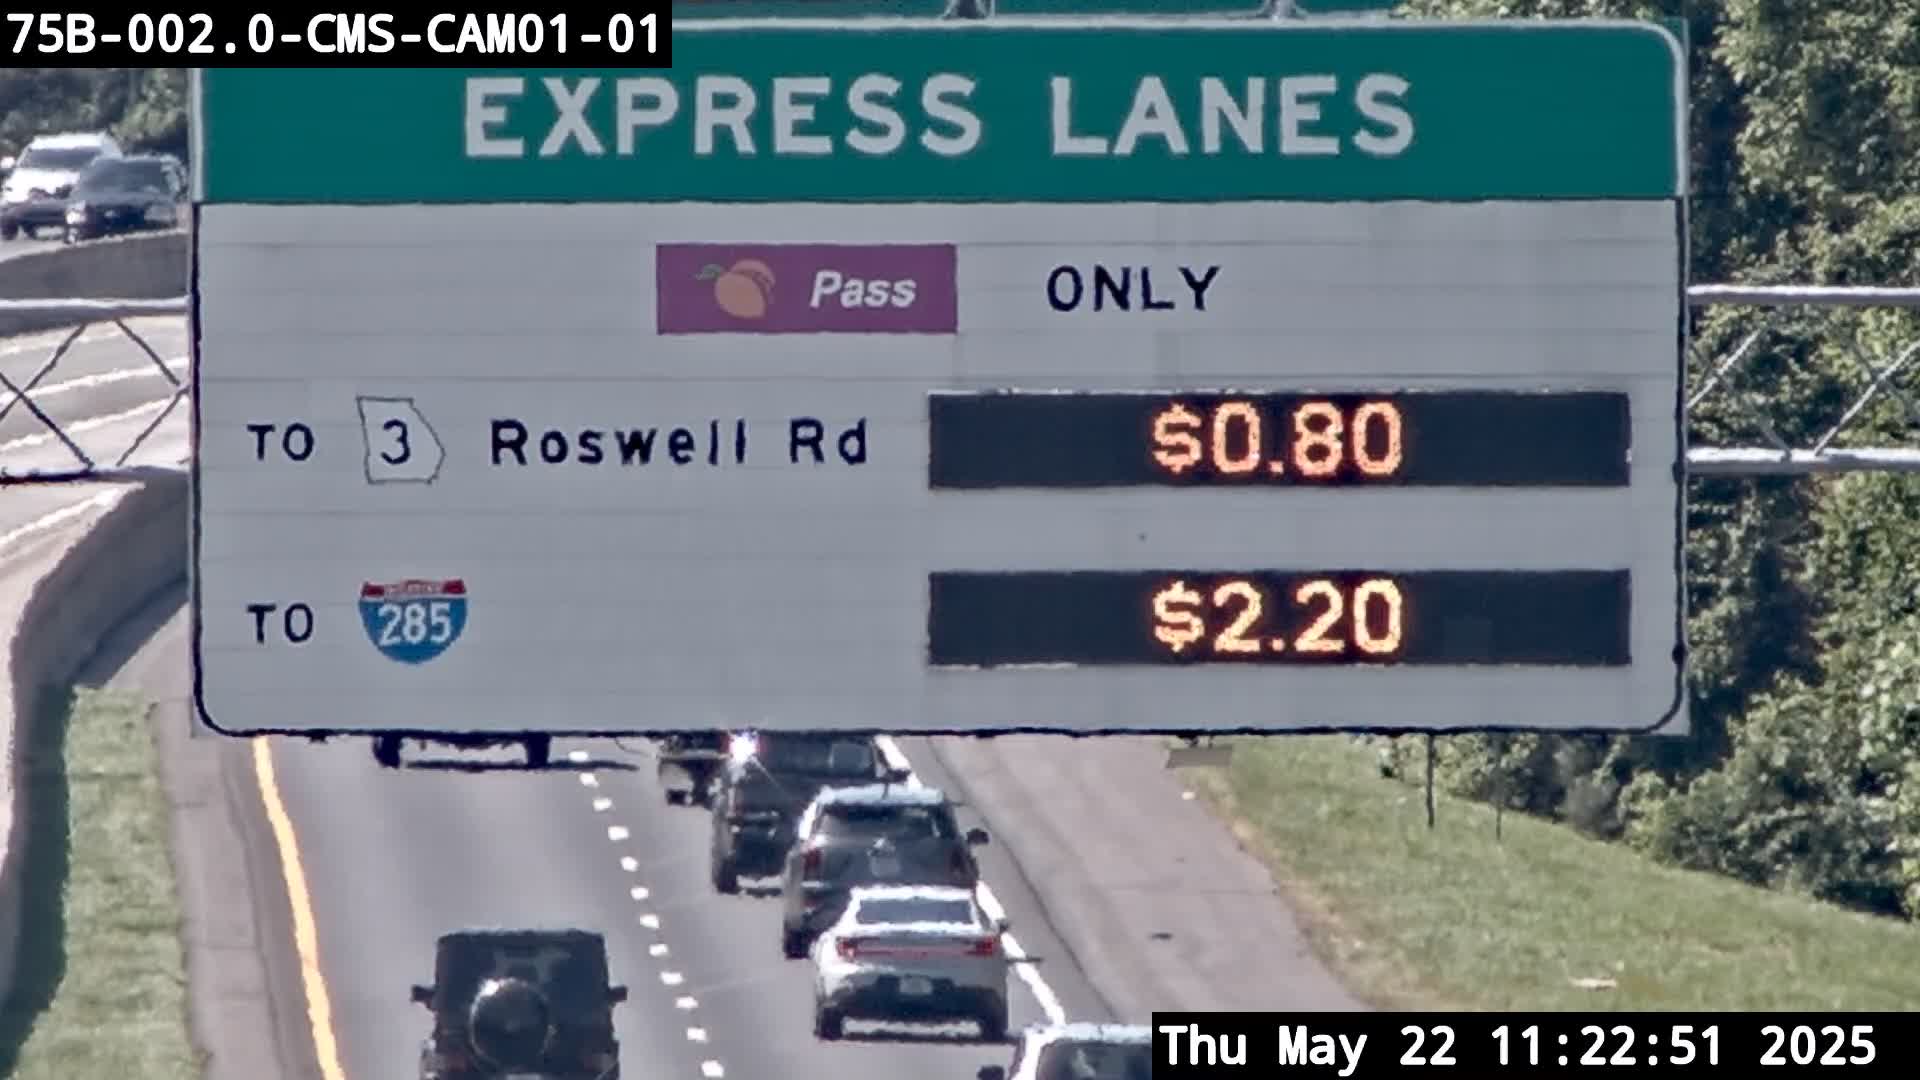 75B-002.0-CMS-CAM01-01
EXPRESS LANES
Pass ONLY
TO 3 Roswell Rd $0.80
TO 285 $2.20
Thu May 22 11:22:51 2025